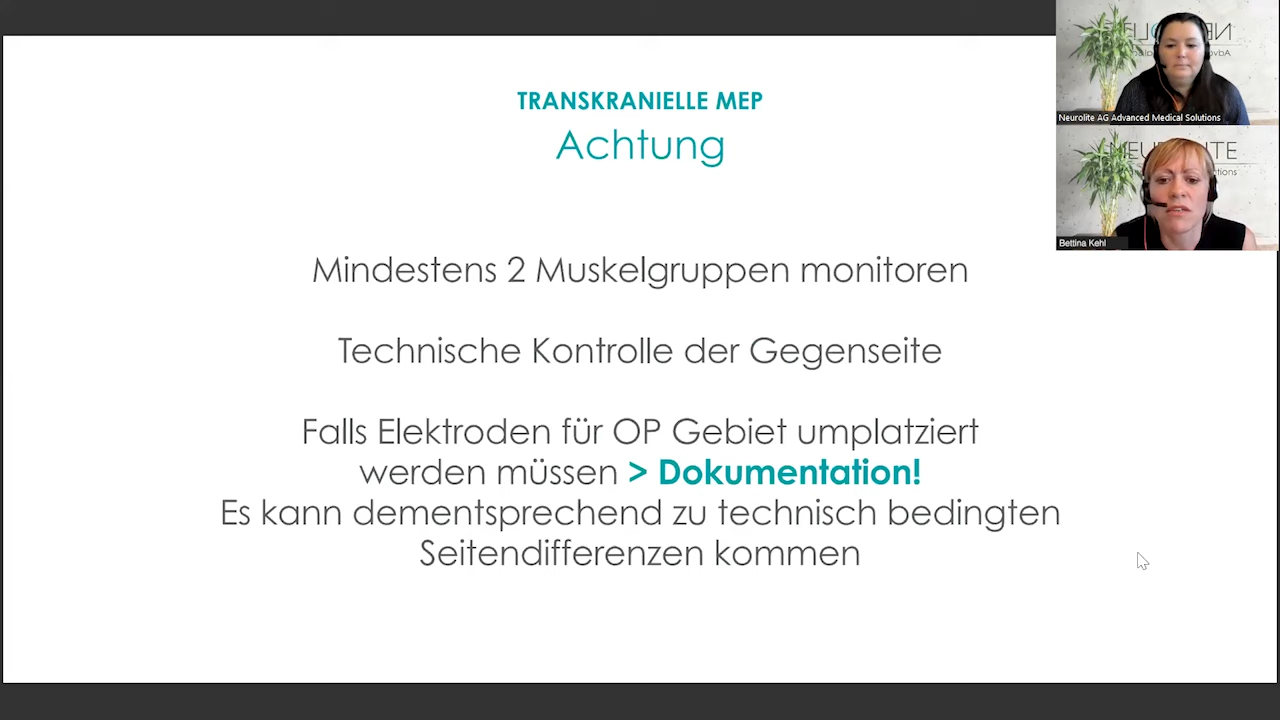 TRANSKRANIELLE MEP
Achtung
Mindestens 2 Muskelgruppen monitoren
Technische Kontrolle der Gegenseite
Falls Elektroden für OP Gebiet umplatziert
werden müssen > Dokumentation!
Es kann dementsprechend zu technisch bedingten
Seitendifferenzen kommen
Neurolite AG Advanced Medical Solutions
Bettina Kehl